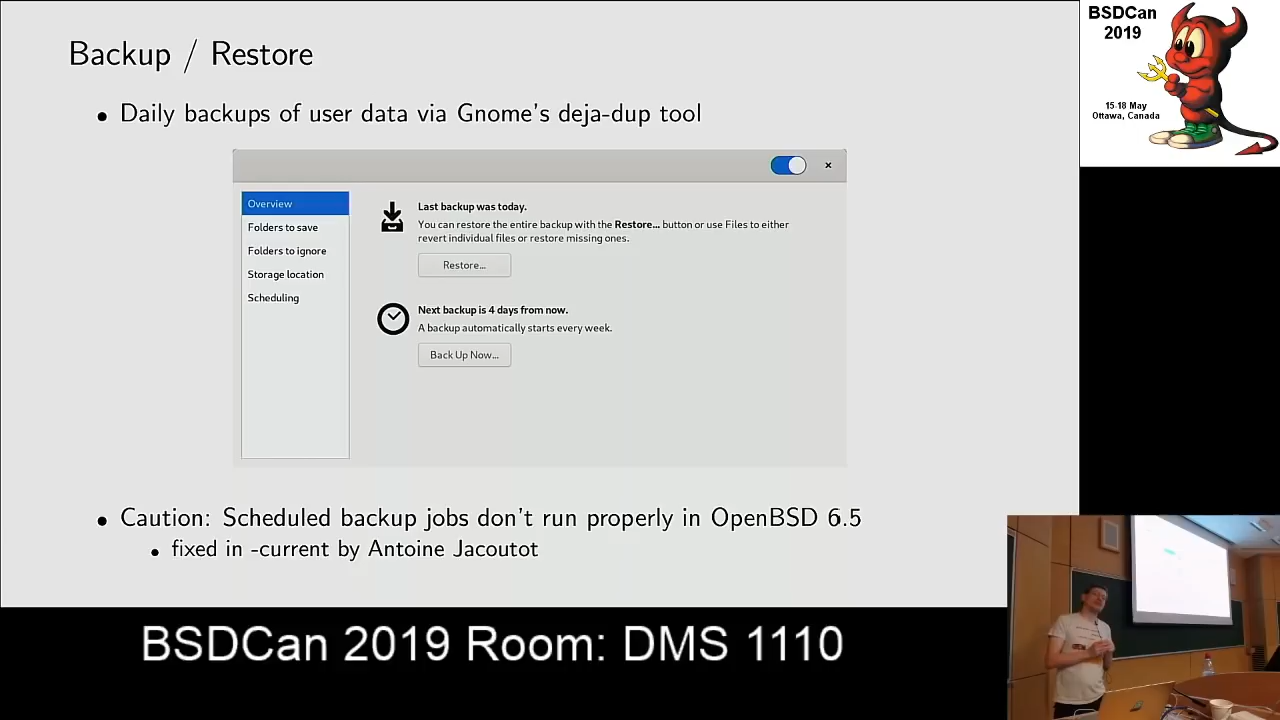 Backup / Restore
• Daily backups of user data via Gnome's deja-dup tool
×
Overview
Folders to save
Folders to ignore
Storage location
Scheduling
Last backup was today.
You can restore the entire backup with the Restore... button or use Files to either
revert individual files or restore missing ones.
Restore...
Next backup is 4 days from now.
A backup automatically starts every week.
Back Up Now...
• Caution: Scheduled backup jobs don't run properly in OpenBSD 6.5
• fixed in -current by Antoine Jacoutot
BSDCan
2019
15-18 May
Ottawa, Canada
BSDCan 2019 Room: DMS 1110